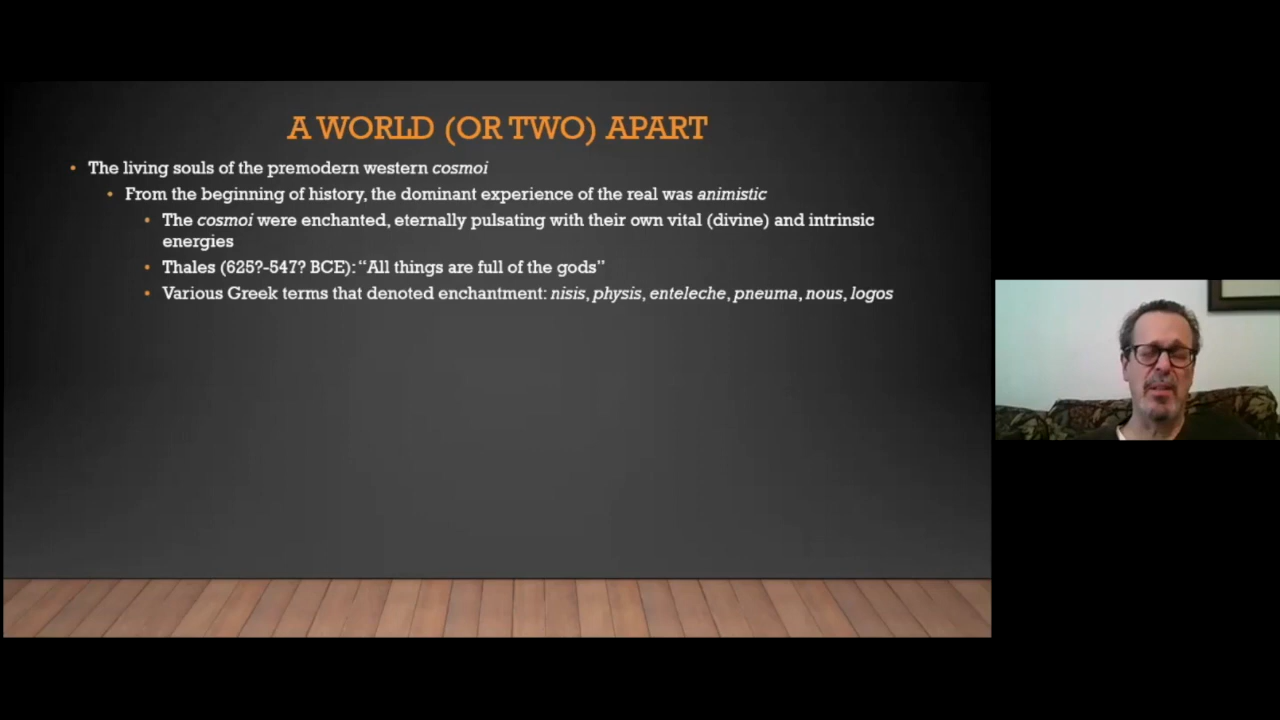 A WORLD (OR TWO) APART
• The living souls of the premodern western cosmoi
• From the beginning of history, the dominant experience of the real was animistic
• The cosmoi were enchanted, eternally pulsating with their own vital (divine) and intrinsic
energies
• Thales (625?-547? BCE): “All things are full of the gods”
• Various Greek terms that denoted enchantment: nisis, physis, enteleche, pneuma, nous, logos